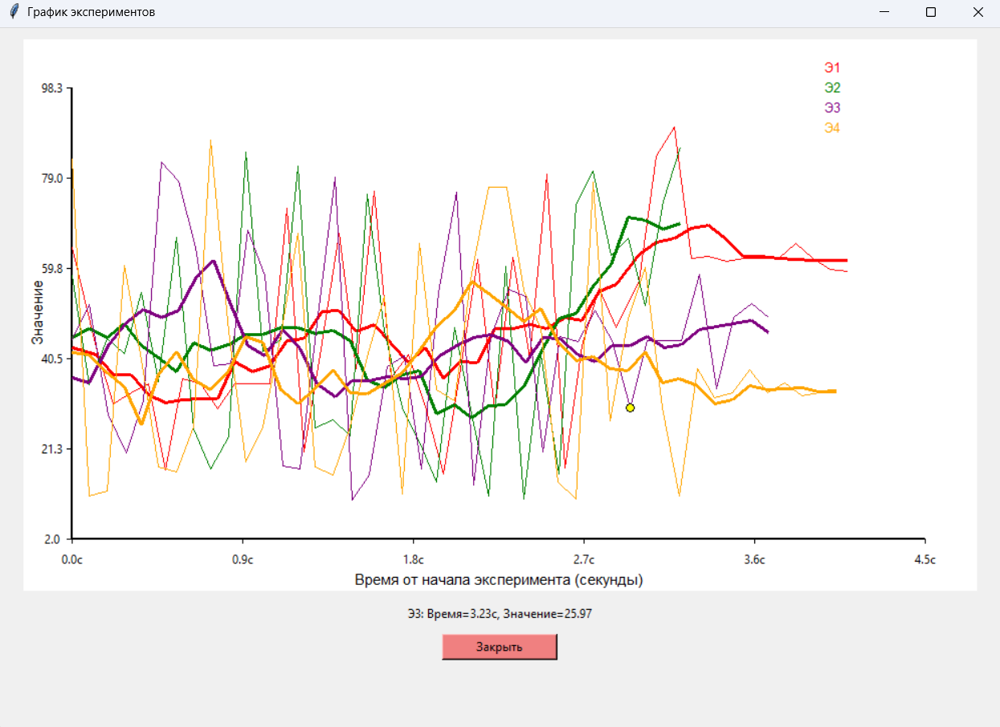 График экспериментов
Э1
Э2
Э3
Э4
98.3
79.0
59.8
40.5
21.3
2.0
Значение
0.0с 0.9с 1.8с 2.7с 3.6с 4.5с
Время от начала эксперимента (секунды)
Э3: Время=3.23с, Значение=25.97
Закрыть